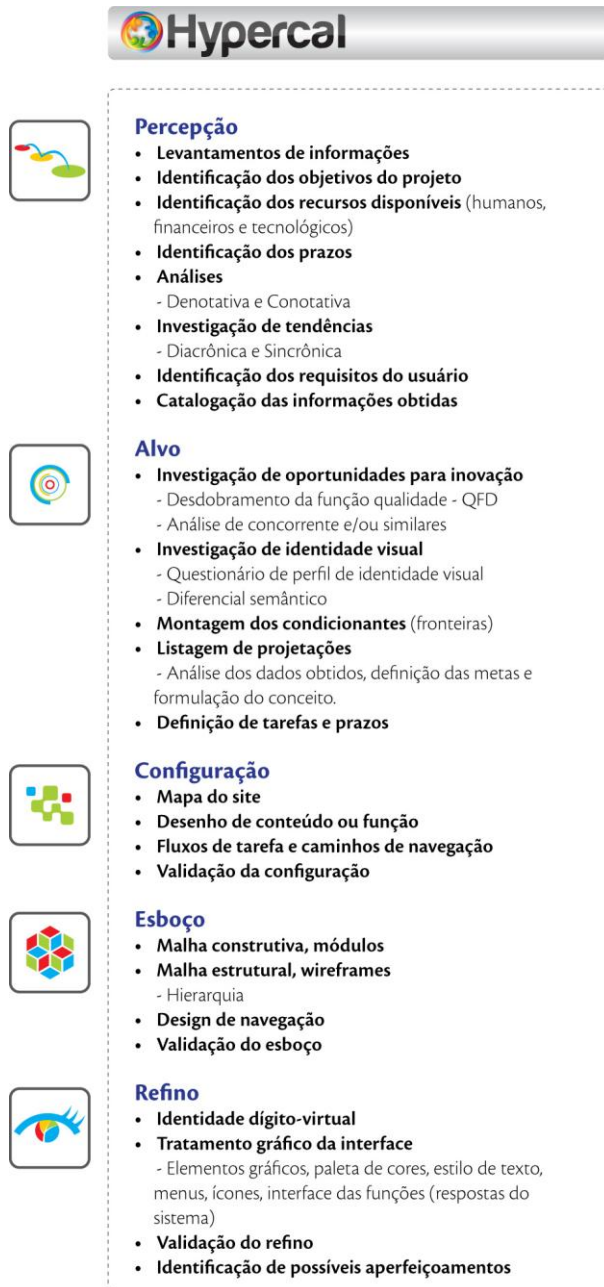 Hypercal
Percepção
• Levantamentos de informações
• Identificação dos objetivos do projeto
• Identificação dos recursos disponíveis (humanos,
financeiros e tecnológicos)
• Identificação dos prazos
• Análises
- Denotativa e Conotativa
• Investigação de tendências
- Diacrônica e Sincrônica
• Identificação dos requisitos do usuário
• Catalogação das informações obtidas
Alvo
• Investigação de oportunidades para inovação
- Desdobramento da função qualidade - QFD
- Análise de concorrente e/ou similares
• Investigação de identidade visual
- Questionário de perfil de identidade visual
- Diferencial semântico
• Montagem dos condicionantes (fronteiras)
• Listagem de projetações
- Análise dos dados obtidos, definição das metas e
formulação do conceito.
• Definição de tarefas e prazos
Configuração
• Mapa do site
• Desenho de conteúdo ou função
• Fluxos de tarefa e caminhos de navegação
• Validação da configuração
Esboço
• Malha construtiva, módulos
• Malha estrutural, wireframes
- Hierarquia
• Design de navegação
• Validação do esboço
Refino
• Identidade dígito-virtual
• Tratamento gráfico da interface
- Elementos gráficos, paleta de cores, estilo de texto,
menus, ícones, interface das funções (respostas do
sistema)
• Validação do refino
• Identificação de possíveis aperfeiçoamentos